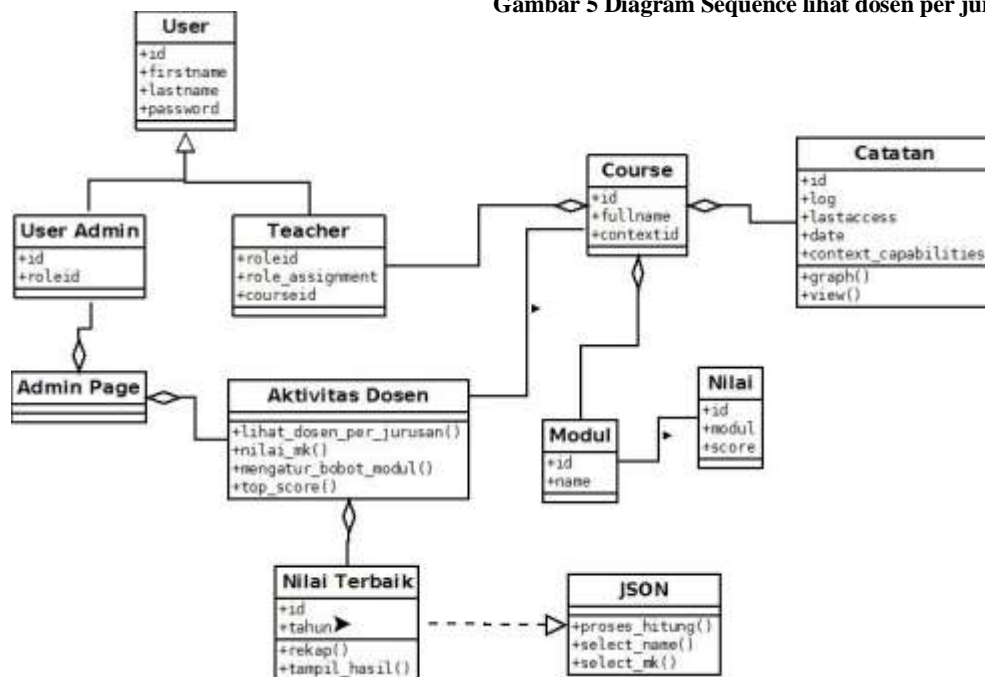 Gambar 5 Diagram Sequence lihat dosen per
User
+id
+firstname
+lastname
+password
Course
+id
+fullname
+contextid
Catatan
+id
+log
+lastaccess
+date
+context_capabilities
+graph()
+view()
User Admin
+id
+roleid
Teacher
+roleid
+role_assignment
+courseid
Admin Page
Aktivitas Dosen
+lihat_dosen_per_jurusan()
+nilai_mk()
+mengatur_bobot_modul()
+top_score()
Modul
+id
+name
Nilai
+id
+modul
+score
Nilai Terbaik
+id
+tahun
+rekap()
+tampil_hasil()
JSON
+proses_hitung()
+select_name()
+select_mk()